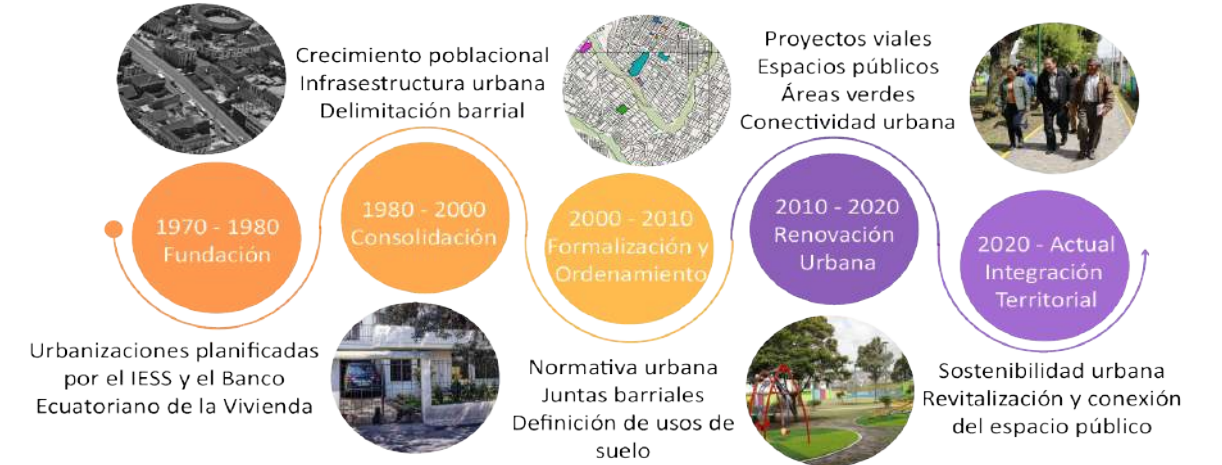 1970 - 1980
Fundación
Urbanizaciones planificadas
por el IESS y el Banco
Ecuatoriano de la Vivienda
Crecimiento poblacional
Infrasestructura urbana
Delimitación barrial
1980 - 2000
Consolidación
2000 - 2010
Formalización y
Ordenamiento
Normativa urbana
Juntas barriales
Definición de usos de
suelo
Proyectos viales
Espacios públicos
Áreas verdes
Conectividad urbana
2010 - 2020
Renovación
Urbana
2020 - Actual
Integración
Territorial
Sostenibilidad urbana
Revitalización y conexión
del espacio público